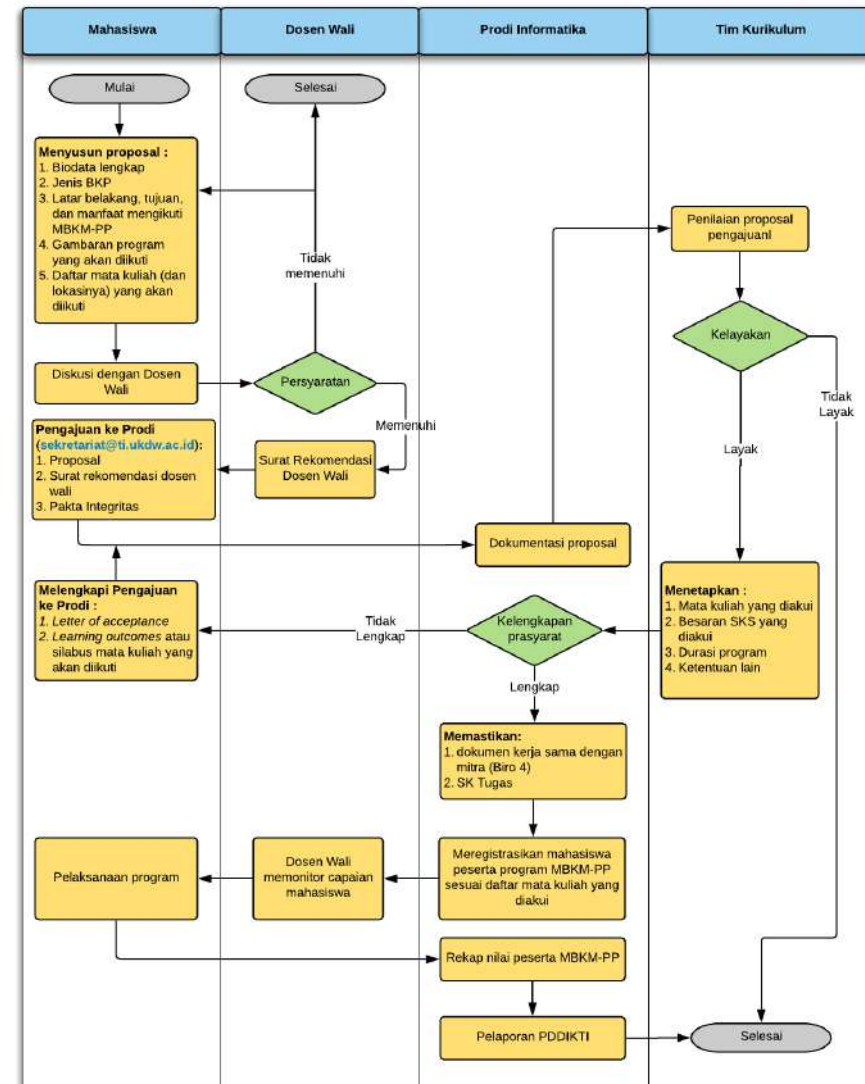 Mahasiswa
Dosen Wali
Prodi Informatika
Tim Kurikulum
Mulai
Selesai
Menyusun proposal :
1. Biodata lengkap
2. Jenis BKP
3. Latar belakang, tujuan,
dan manfaat mengikuti
MBKM-PP
4. Gambaran program
yang akan diikuti
5. Daftar mata kuliah (dan
lokasinya) yang akan
diikuti
Tidak
memenuhi
Penilaian proposal
pengajuanl
Kelayakan
Diskusi dengan Dosen
Wali
Persyaratan
Tidak
Layak
Memenuhi
Layak
Pengajuan ke Prodi
(sekretariat@ti.ukdw.ac.id):
1. Proposal
2. Surat rekomendasi dosen
wali
3. Pakta Integritas
Surat Rekomendasi
Dosen Wali
Dokumentasi proposal
Melengkapi Pengajuan
ke Prodi :
1. Letter of acceptance
2. Learning outcomes atau
silabus mata kuliah yang
akan diikuti
Tidak
Lengkap
Kelengkapan
prasyarat
Menetapkan :
1. Mata kuliah yang diakui
2. Besaran SKS yang
diakui
3. Durasi program
4. Ketentuan lain
Lengkap
Memastikan:
1. dokumen kerja sama dengan
mitra (Biro 4)
2. SK Tugas
Pelaksanaan program
Dosen Wali
memonitor capaian
mahasiswa
Meregistrasikan mahasiswa
peserta program MBKM-PP
sesuai daftar mata kuliah yang
diakui
Rekap nilai peserta MBKM-PP
Pelaporan PDDIKTI
Selesai